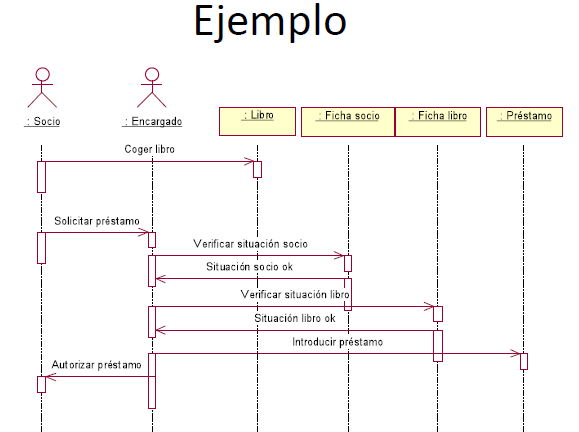 Ejemplo
: Socio
: Encargado
: Libro
: Ficha socio
: Ficha libro
: Préstamo
Coger libro
Solicitar préstamo
Verificar situación socio
Situación socio ok
Verificar situación libro
Situación libro ok
Introducir préstamo
Autorizar préstamo